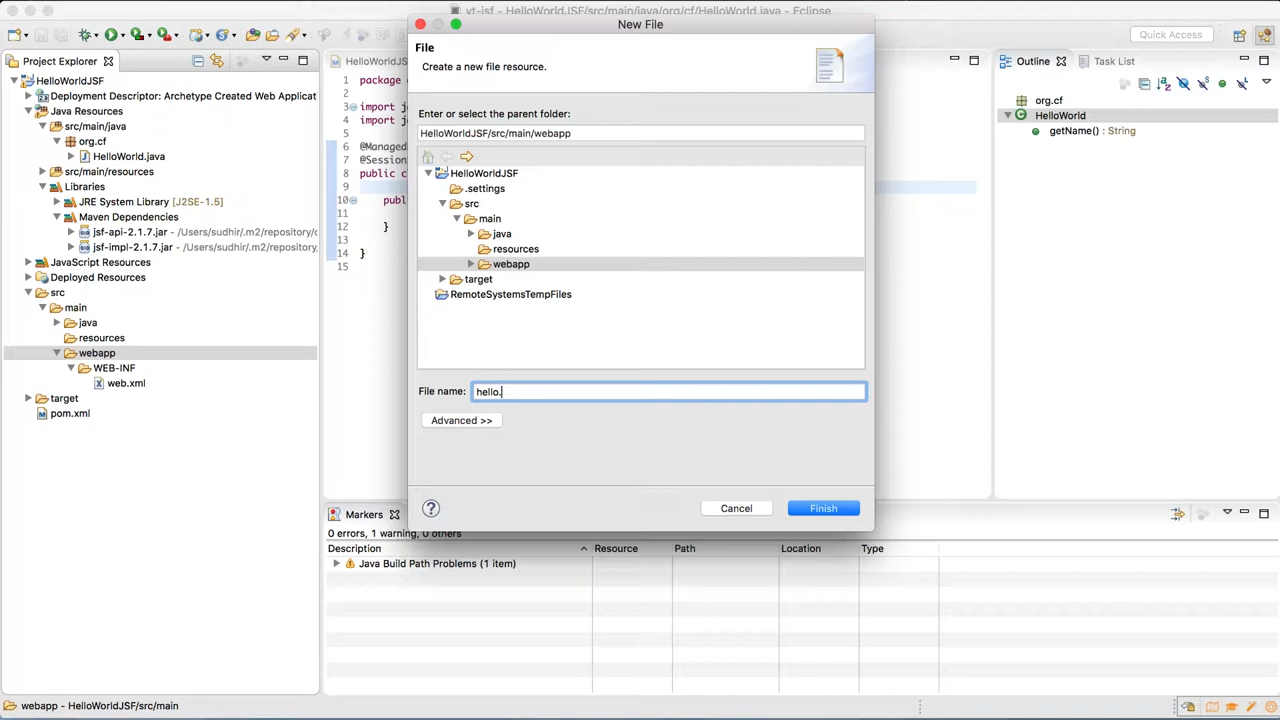 yt-jsf - HelloWorldJSF/src/main/java/org/cf/HelloWorld.java - Eclipse
New File
Quick Access
Project Explorer
HelloWorldJSF
Deployment Descriptor: Archetype Created Web Applicat
Java Resources
src/main/java
org.cf
HelloWorld.java
src/main/resources
Libraries
JRE System Library [J2SE-1.5]
Maven Dependencies
jsf-api-2.1.7.jar - /Users/sudhir/.m2/repository/c
jsf-impl-2.1.7.jar - /Users/sudhir/.m2/repository/
JavaScript Resources
Deployed Resources
src
main
java
resources
webapp
WEB-INF
web.xml
target
pom.xml
HelloWorldJS
1 package
2
3 import j
4 import j
5
6 @Managed
7 @Session
8 public c
9
10 publ
11
12 }
13
14 }
15
File
Create a new file resource.
Enter or select the parent folder:
HelloWorldJSF/src/main/webapp
HelloWorldJSF
.settings
src
main
java
resources
webapp
target
RemoteSystemsTempFiles
File name: hello.
Advanced >>
?
Cancel
Finish
Outline
Task List
org.cf
HelloWorld
getName() : String
Markers
0 errors, 1 warning, 0 others
Description Resource Path Location Type
Java Build Path Problems (1 item)
webapp - HelloWorldJSF/src/main